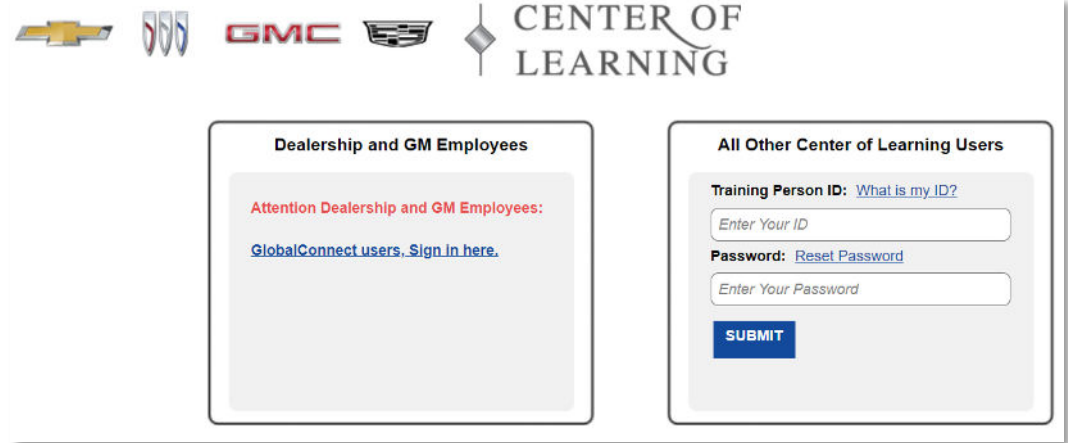 GMC
CENTER OF
LEARNING
Dealership and GM Employees
Attention Dealership and GM Employees:
GlobalConnect users, Sign in here.
All Other Center of Learning Users
Training Person ID: What is my ID?
Enter Your ID
Password: Reset Password
Enter Your Password
SUBMIT